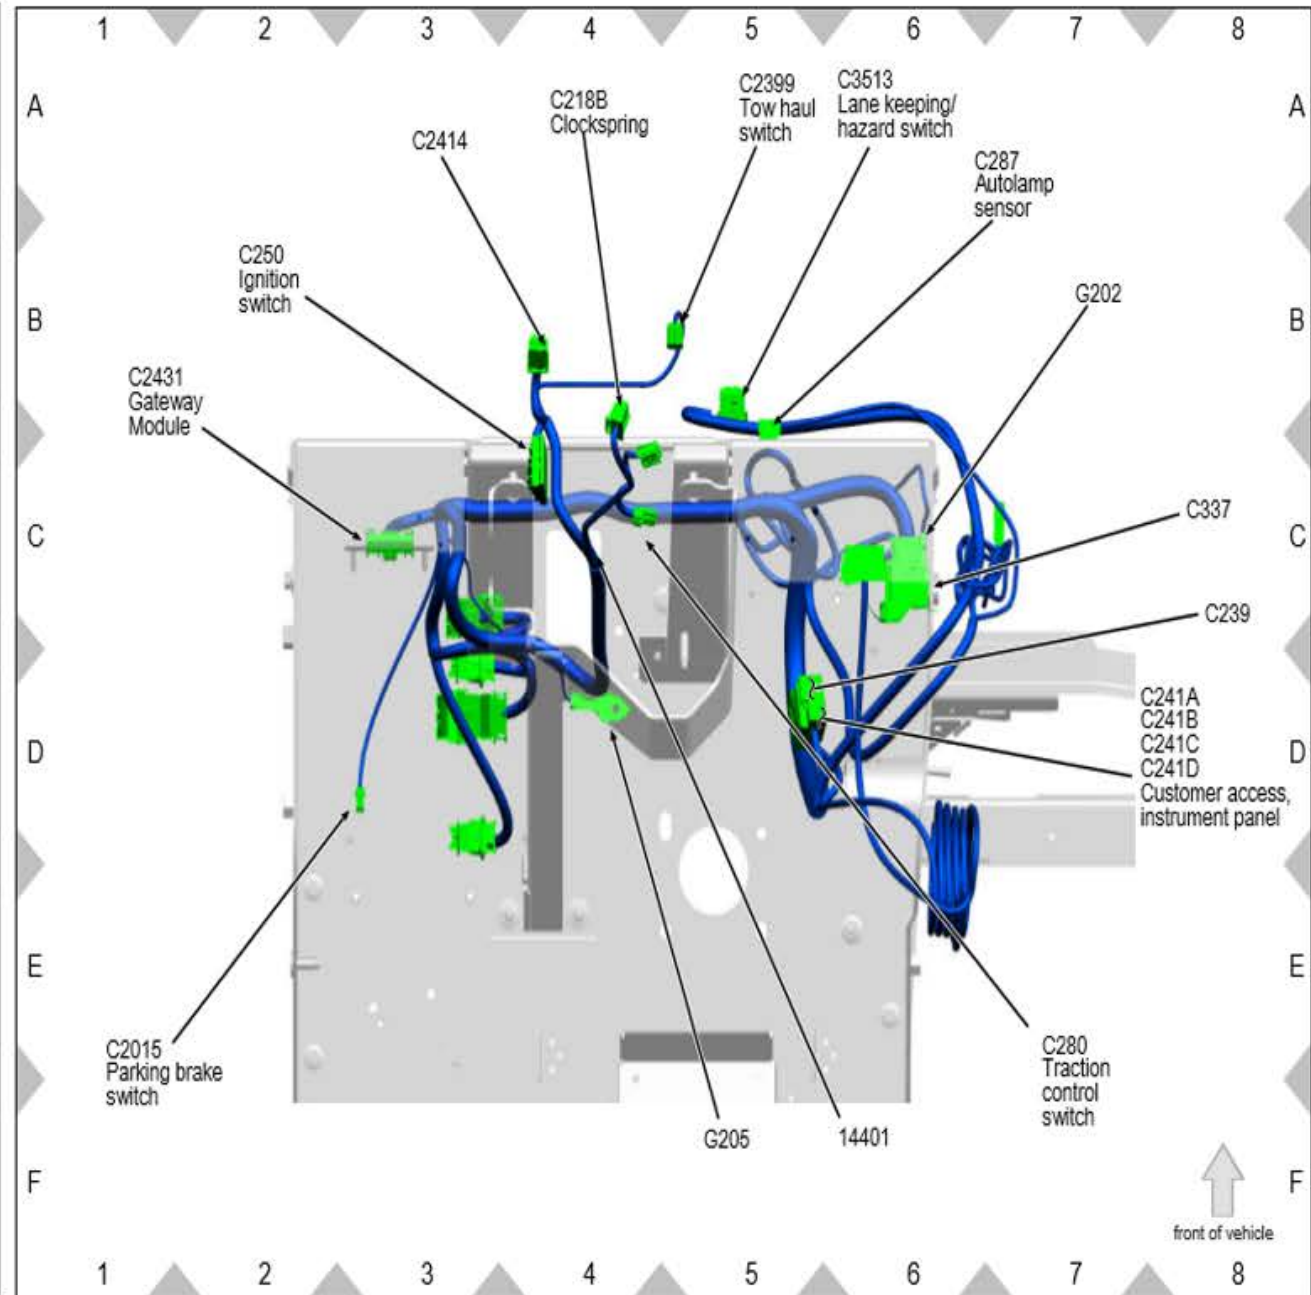 1 2 3 4 5 6 7 8
A A
C2399
Tow haul
switch
C3513
Lane keeping/
hazard switch
C218B
Clockspring
C2414
C287
Autolamp
sensor
C250
Ignition
switch
G202
B B
C2431
Gateway
Module
C337
C C
C239
C241A
C241B
C241C
C241D
Customer access,
instrument panel
D D
E E
C2015
Parking brake
switch
C280
Traction
control
switch
G205
14401
F F
front of vehicle
1 2 3 4 5 6 7 8